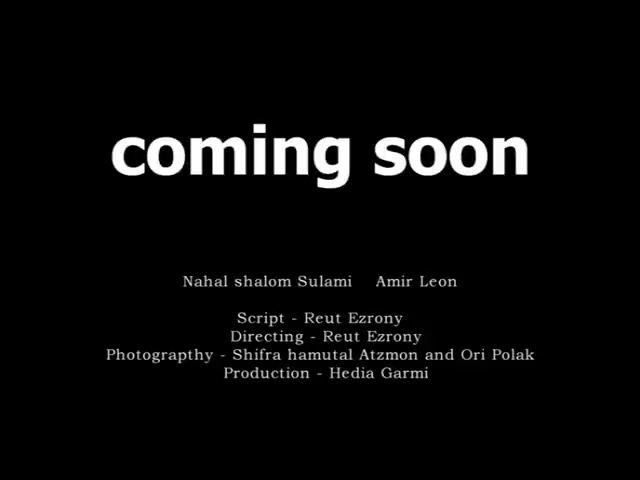 coming soon
Nahal shalom Sulami Amir Leon
Script - Reut Ezrony
Directing - Reut Ezrony
Photograpthy - Shifra hamutal Atzmon and Ori Polak
Production - Hedia Garmi